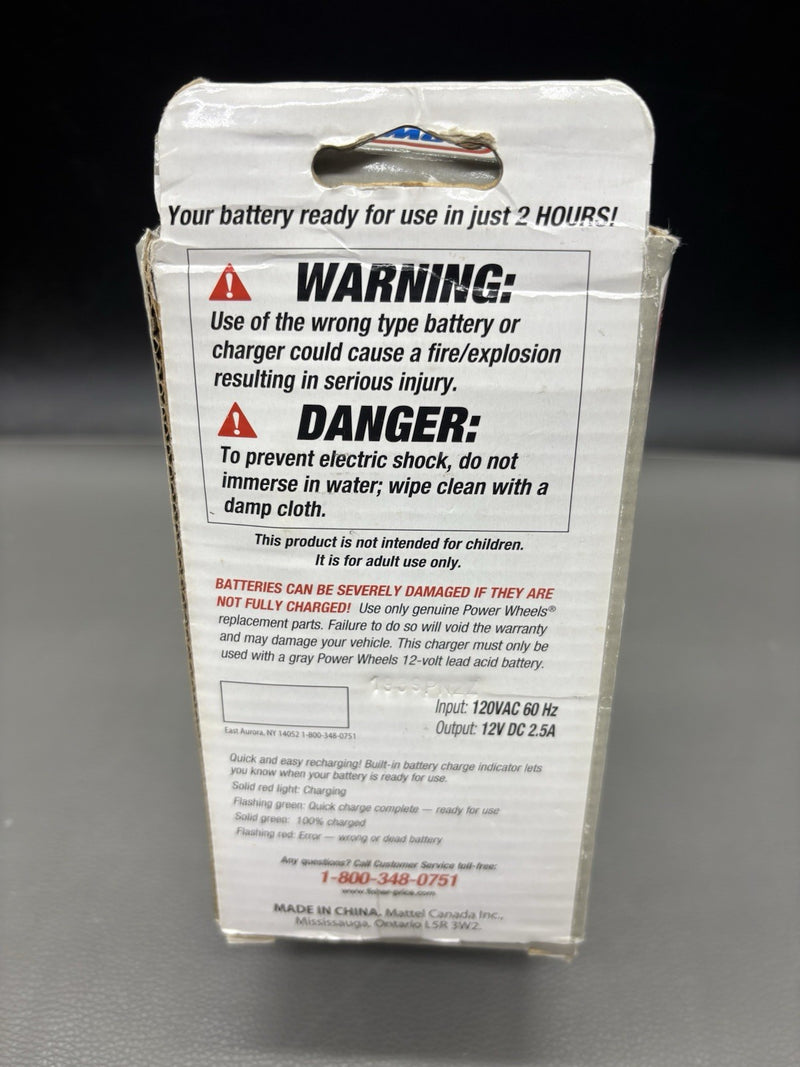 Your battery ready for use in just 2 HOURS!
WARNING:
Use of the wrong type battery or
charger could cause a fire/explosion
resulting in serious injury.
DANGER:
To prevent electric shock, do not
immerse in water; wipe clean with a
damp cloth.
This product is not intended for children.
It is for adult use only.
BATTERIES CAN BE SEVERELY DAMAGED IF THEY ARE
NOT FULLY CHARGED! Use only genuine Power Wheels®
replacement parts. Failure to do so will void the warranty
and may damage your vehicle. This charger must only be
used with a gray Power Wheels 12-volt lead acid battery.
Input: 120VAC 60 Hz
Output: 12V DC 2.5A
East Aurora, NY 14052 1-800-348-0751
Quick and easy recharging! Built-in battery charge indicator lets
you know when your battery is ready for use.
Solid red light: Charging
Flashing green: Quick charge complete — ready for use
Solid green: 100% charged
Flashing red: Error — wrong or dead battery
Any questions? Call Customer Service toll-free:
1-800-348-0751
www.fisher-price.com
MADE IN CHINA. Mattel Canada Inc.,
Mississauga, Ontario L5R 3W2.